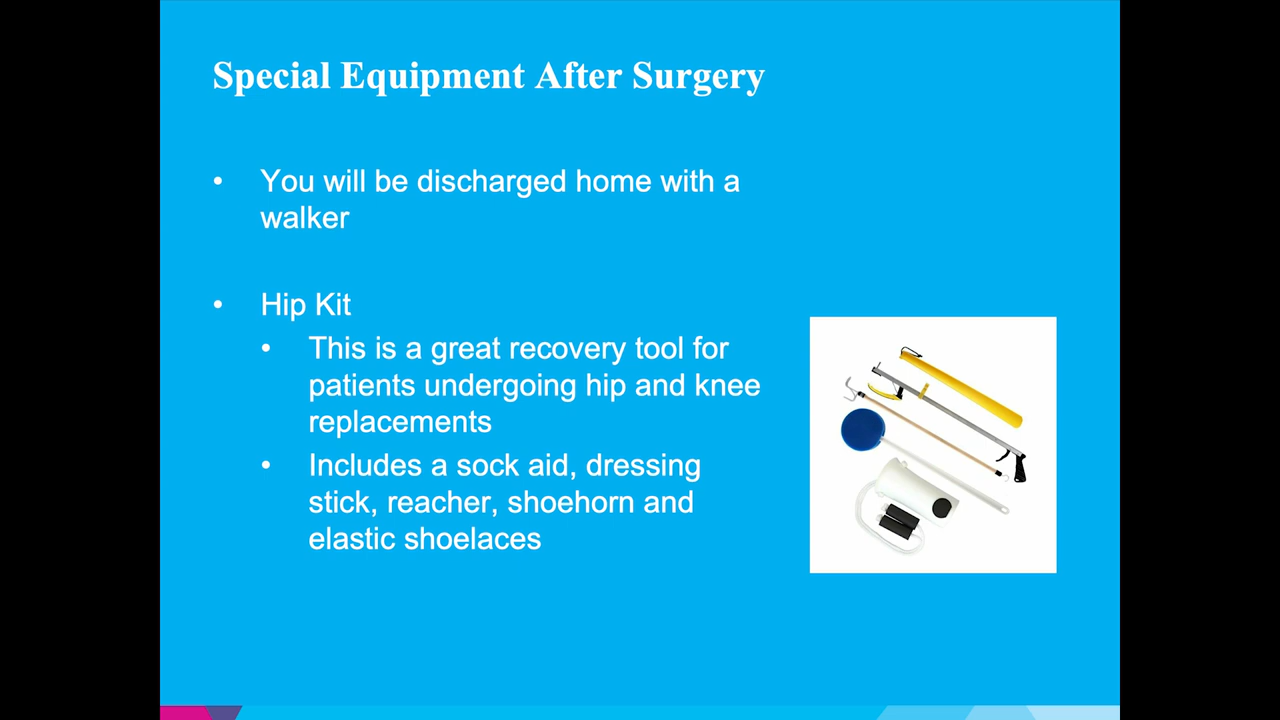 Special Equipment After Surgery
• You will be discharged home with a
walker
• Hip Kit
• This is a great recovery tool for
patients undergoing hip and knee
replacements
• Includes a sock aid, dressing
stick, reacher, shoehorn and
elastic shoelaces